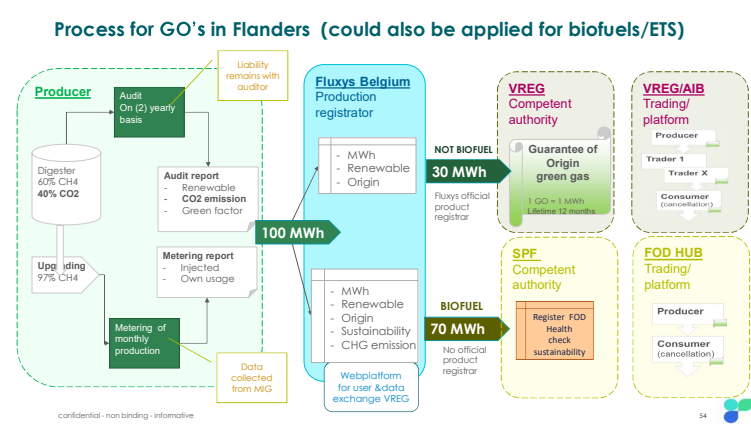 Process for GO's in Flanders (could also be applied for biofuels/ETS)
Producer
Audit
On (2) yearly
basis
Liability
remains with
auditor
Digester
60% CH4
40% CO2
Audit report
- Renewable
- CO2 emission
- Green factor
Metering report
- Injected
- Own usage
Upgrading
97% CH4
Metering of
monthly
production
Data
collected
from MIG
100 MWh
Fluxys Belgium
Production
registrator
- MWh
- Renewable
- Origin
- MWh
- Renewable
- Origin
- Sustainability
- CHG emission
Webplatform
for user &data
exchange VREG
NOT BIOFUEL
30 MWh
Fluxys official
product
registrar
BIOFUEL
70 MWh
No official
product
registrar
VREG
Competent
authority
Guarantee of
Origin
green gas
1 GO = 1 MWh
Lifetime 12 months
VREG/AIB
Trading/
platform
Producer
Trader 1
Trader X
Consumer
(cancellation)
SPF
Competent
authority
Register FOD
Health
check
sustainability
FOD HUB
Trading/
platform
Producer
Consumer
(cancellation)
confidential - non binding - informative
54